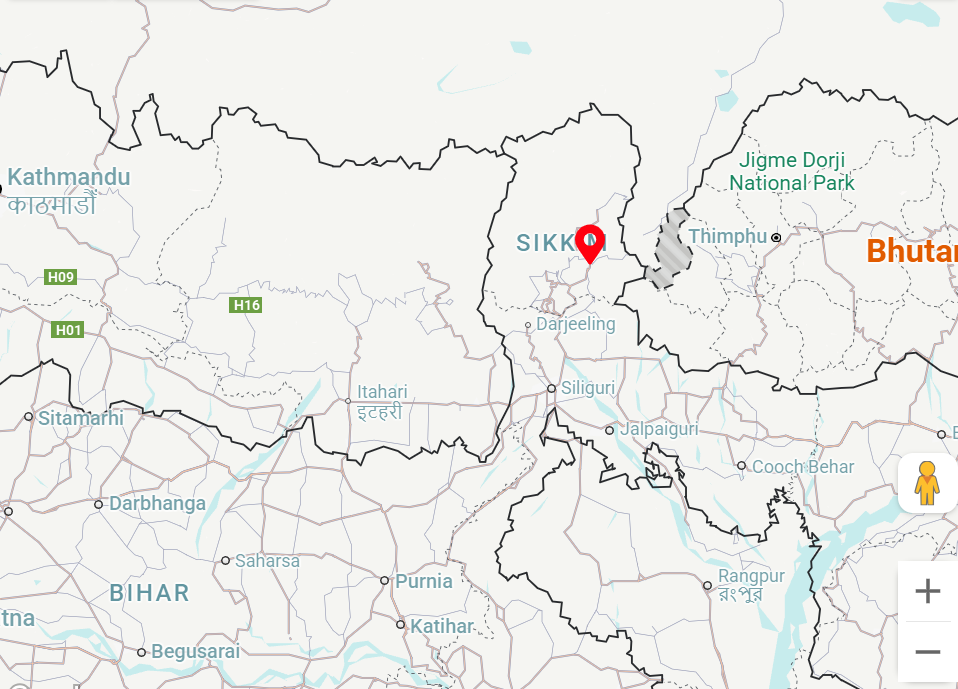 Jigme Dorji
National Park
Kathmandu
काठमाडौं
SIKK
Thimphu
Bhutan
H09
H16
H01
Darjeeling
Itahari
इटहरी
Siliguri
Sitamarhi
Jalpaiguri
Cooch Behar
Darbhanga
Saharsa
Purnia
Rangpur
রংপুর
BIHAR
tna
Katihar
Begusarai